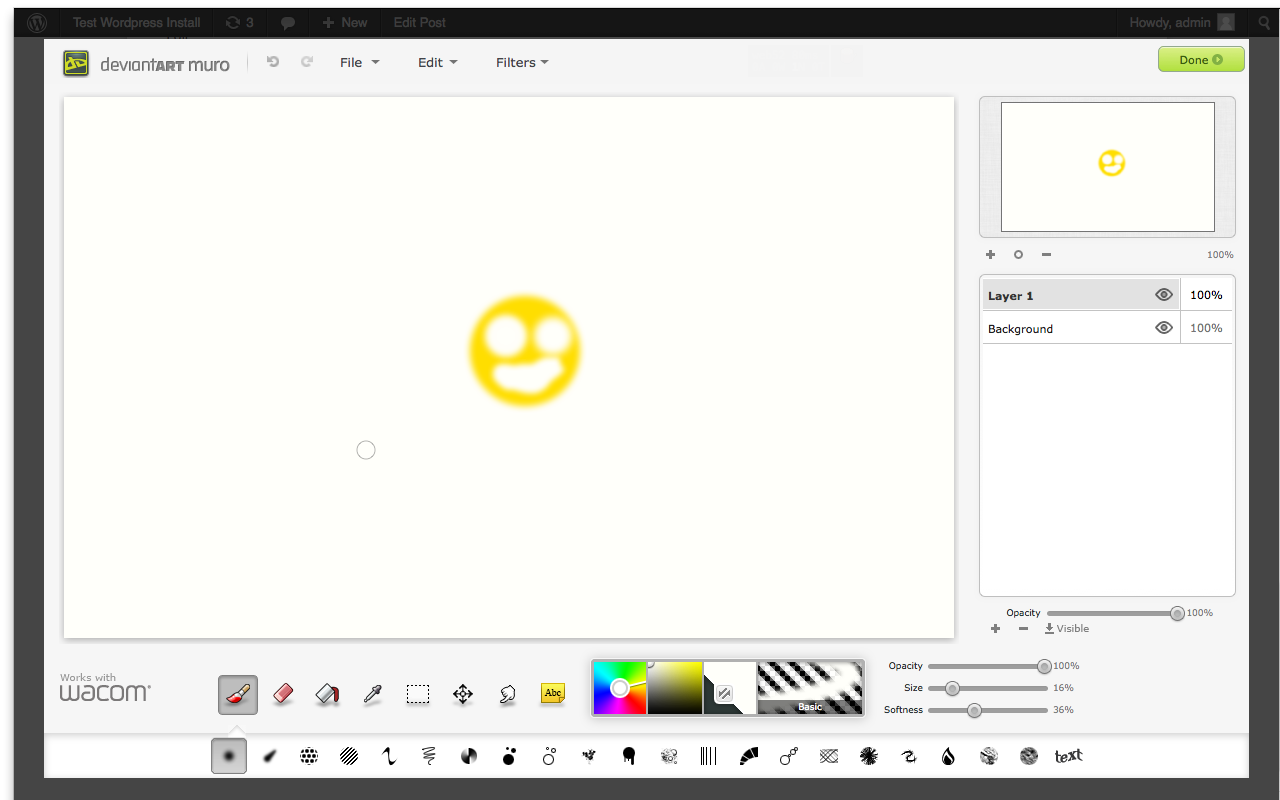 Test Wordpress Install 3 New Edit Post Howdy, admin
deviantART muro File Edit Filters Done
100%
Layer 1 100%
Background 100%
Opacity 100%
Visible
Works with
wacom®
Abc
Basic
Opacity 100%
Size 16%
Softness 36%
text